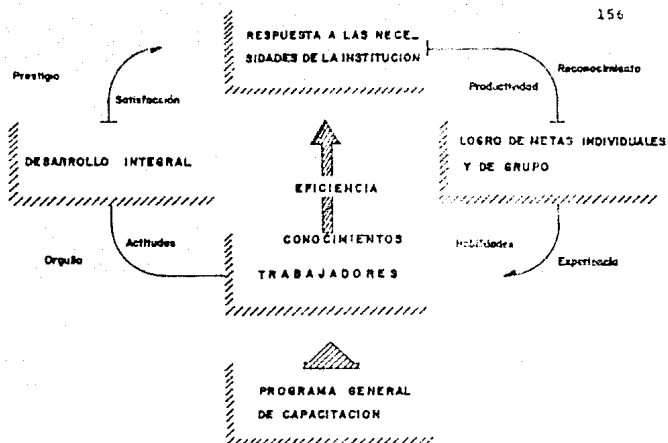 156
RESPUESTA A LAS NECE_
SIDADES DE LA INSTITUCION
Prestigio
Satisfacción
Productividad
Reconocimiento
DESARROLLO INTEGRAL
LOGRO DE METAS INDIVIDUALES
Y DE GRUPO
EFICIENCIA
CONOCIMIENTOS
TRABAJADORES
Orgullo
Actitudes
Habilidades
Experiencia
PROGRAMA GENERAL
DE CAPACITACION